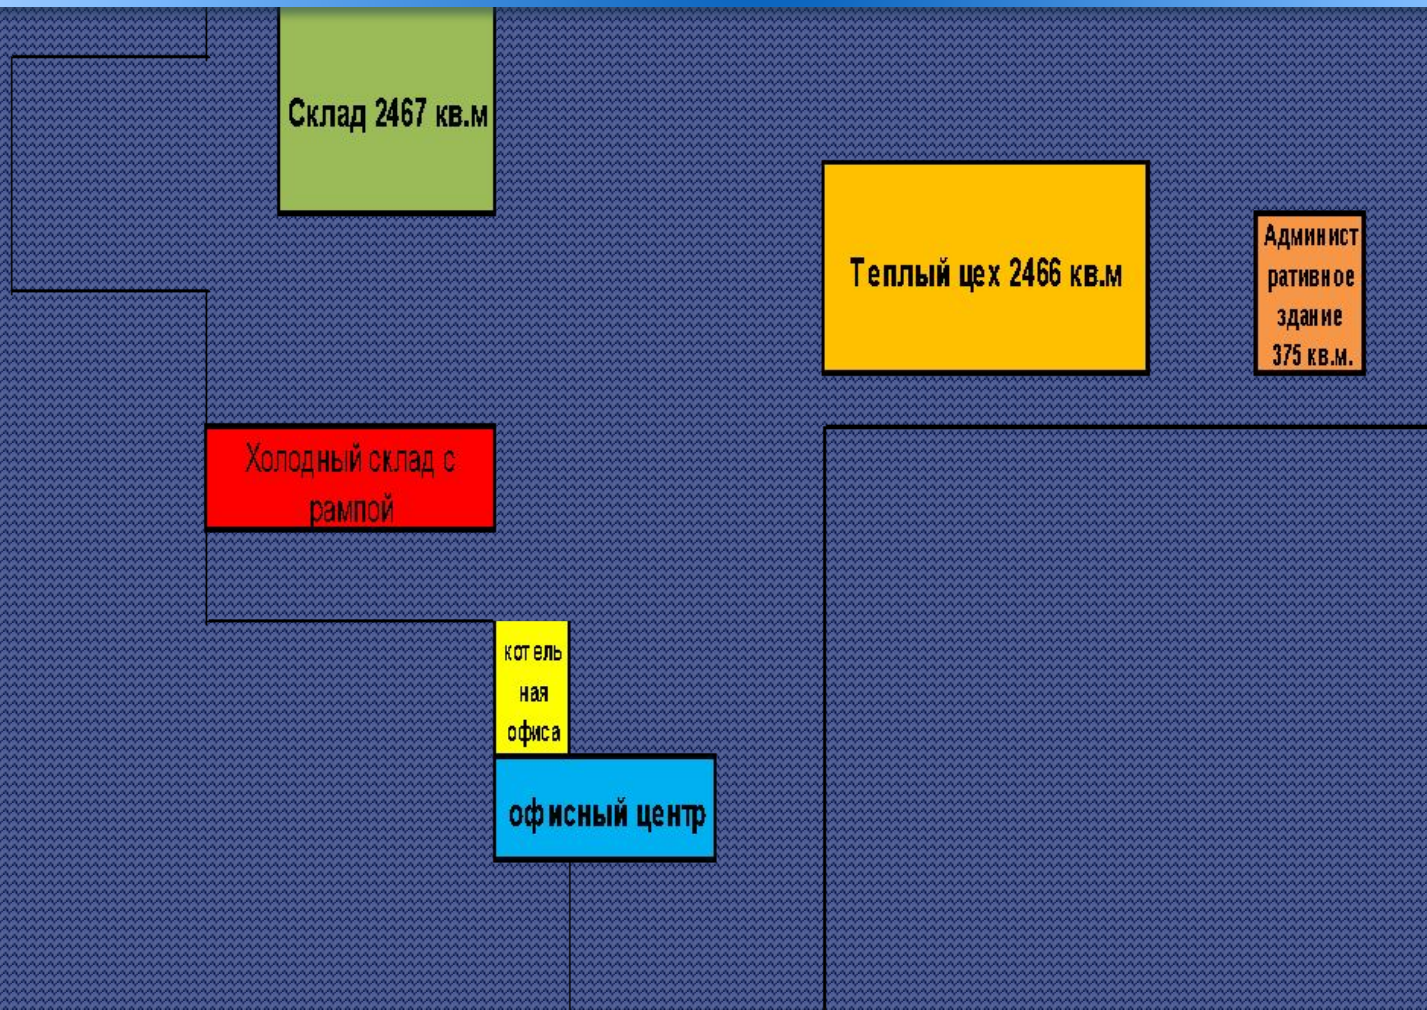 Склад 2467 кв.м
Теплый цех 2466 кв.м
Админист
ративное
здание
375 кв.м.
Холодный склад с
рампой
котель
ная
офиса
офисный центр